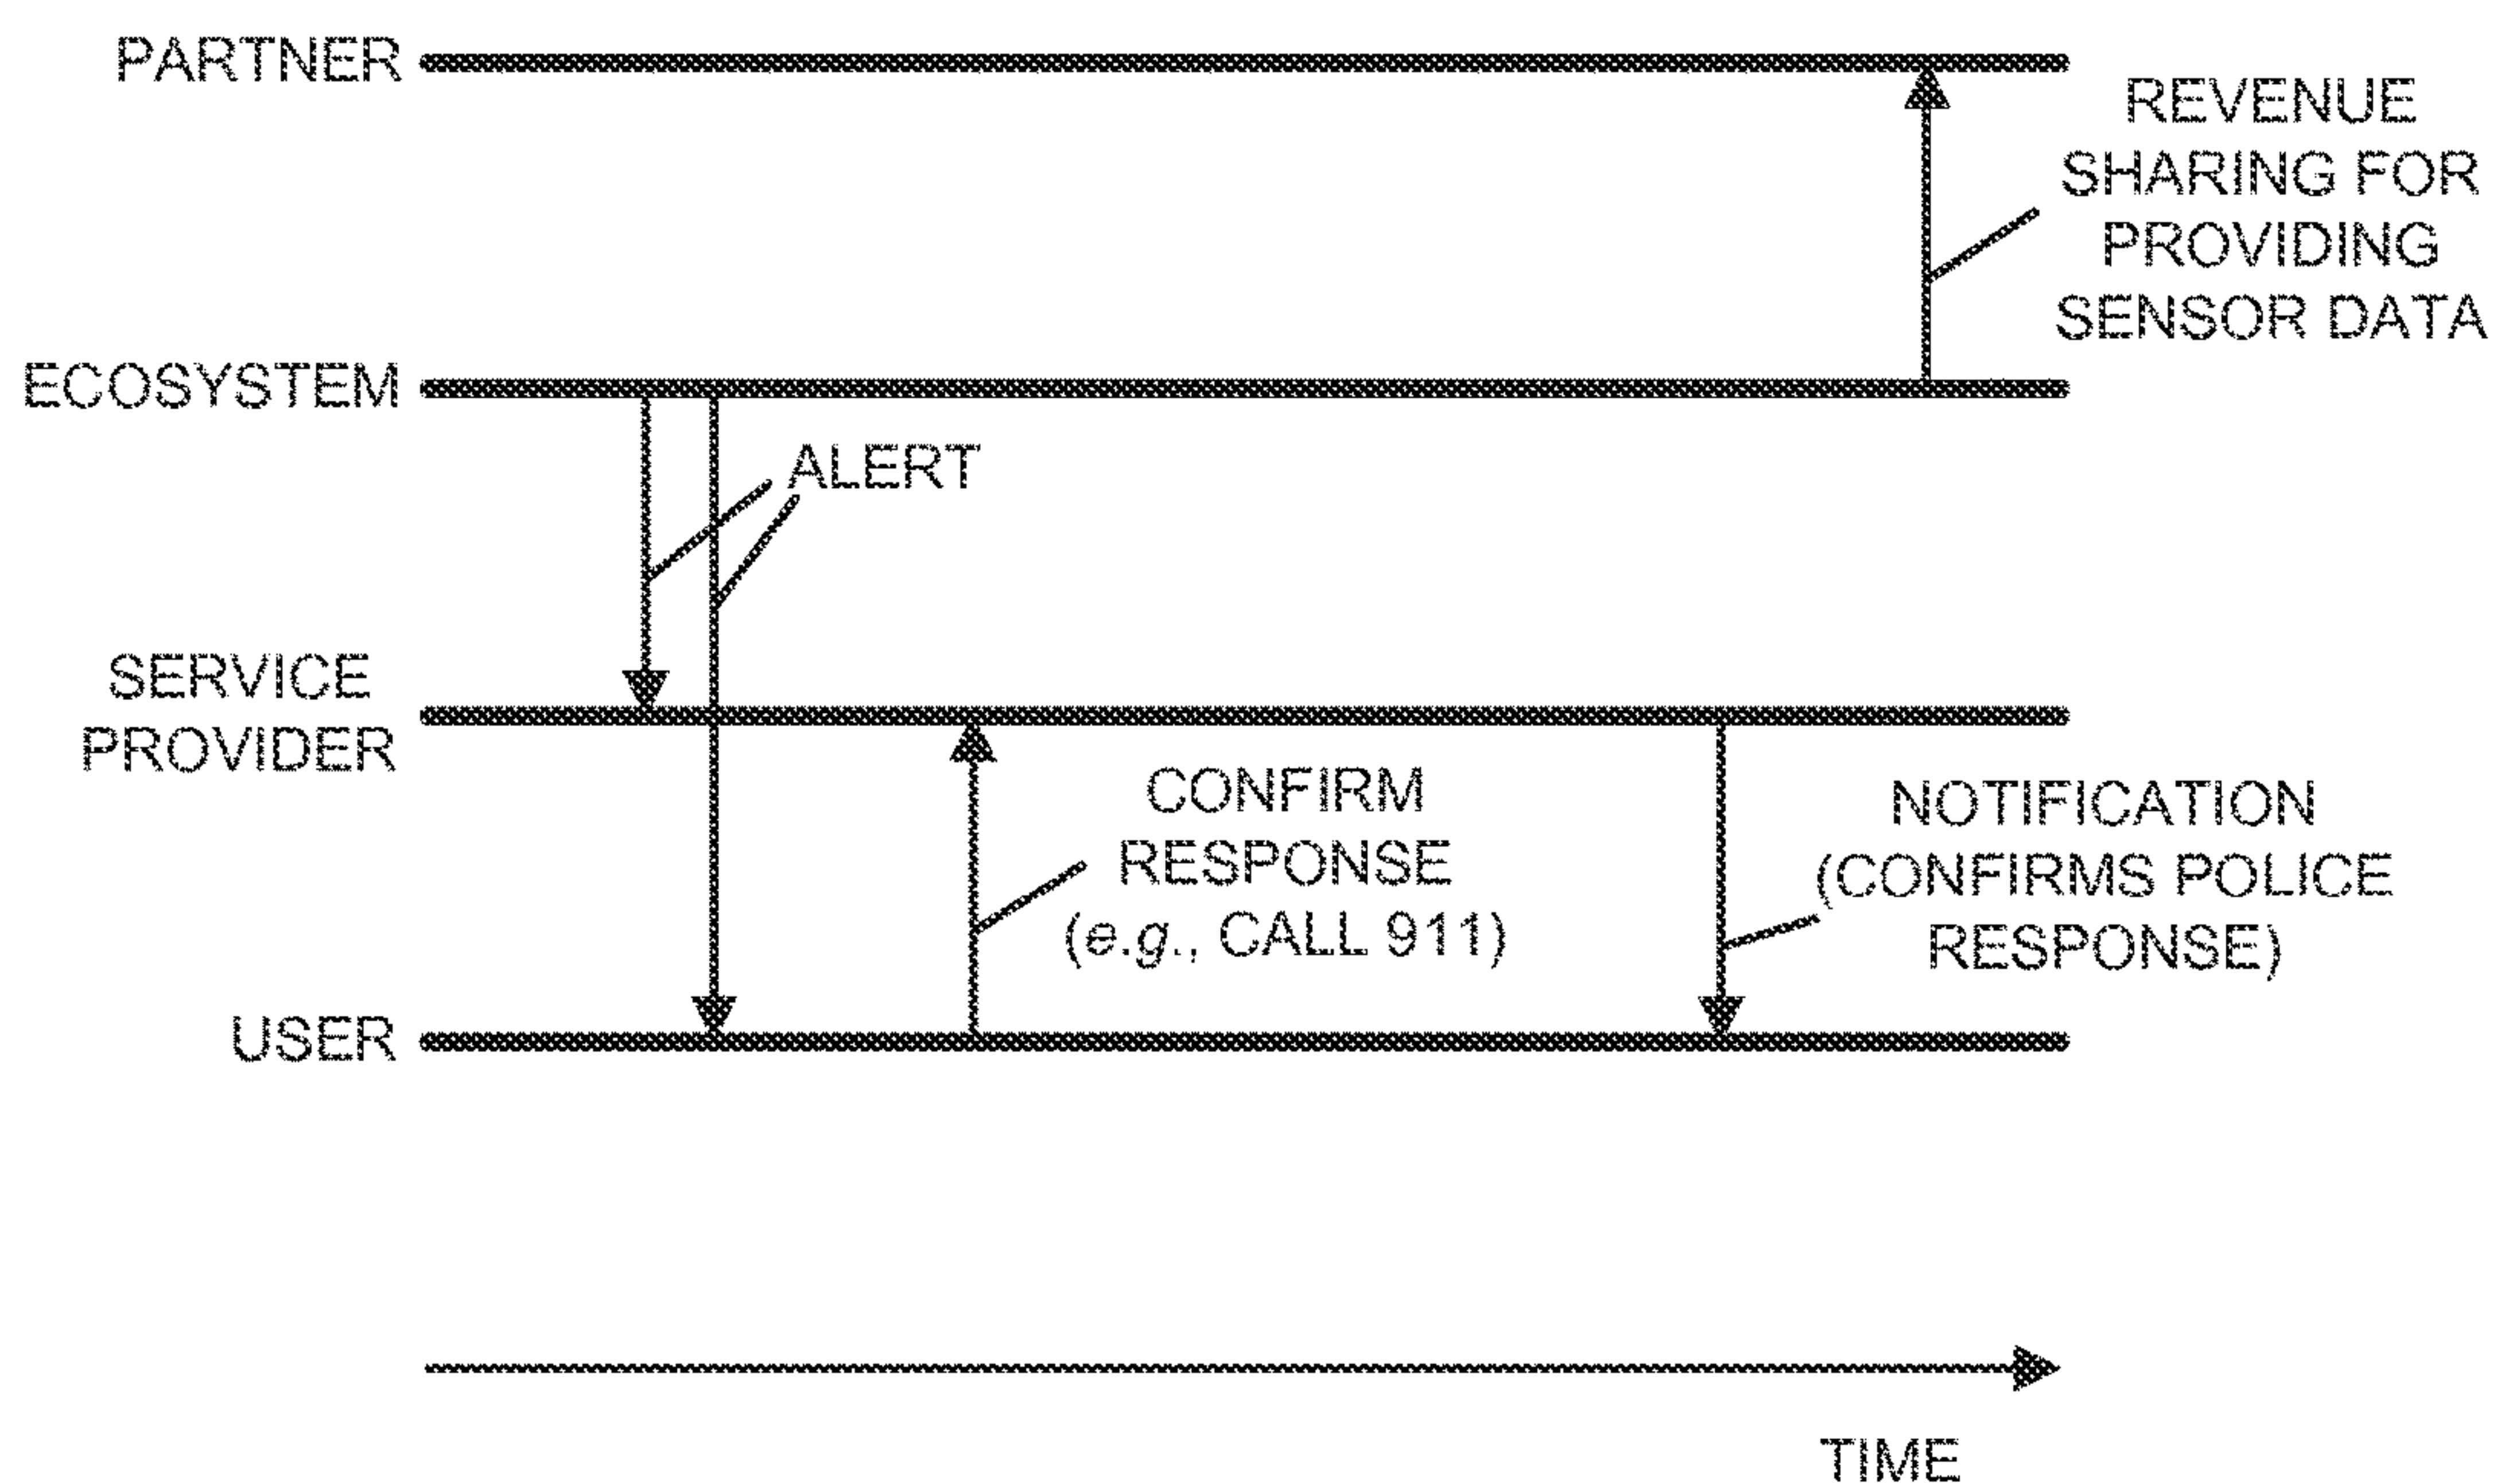 PARTNER
REVENUE
SHARING FOR
PROVIDING
SENSOR DATA
ECOSYSTEM
ALERT
SERVICE
PROVIDER
CONFIRM
RESPONSE
(e.g., CALL 911)
NOTIFICATION
(CONFIRMS POLICE
RESPONSE)
USER
TIME